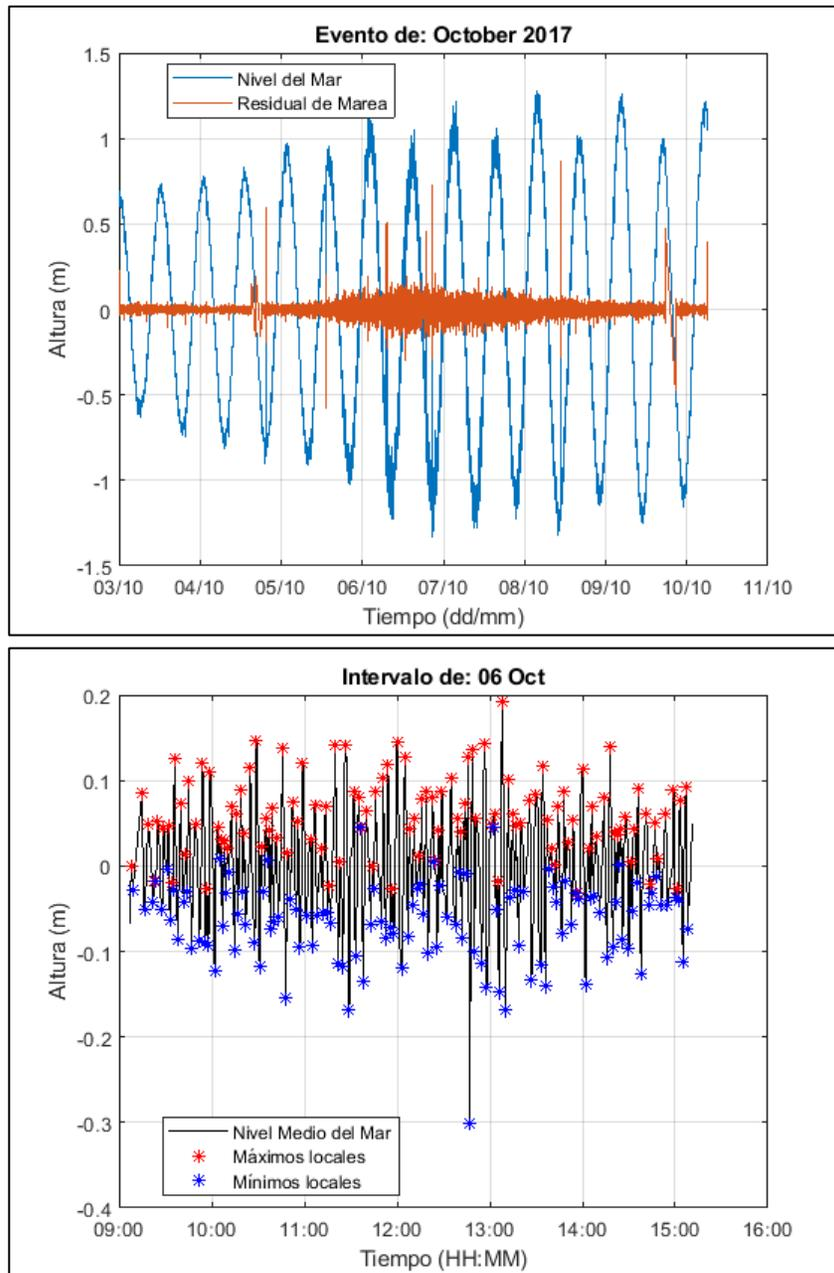 Evento de: October 2017
1.5
1
0.5
0
-0.5
-1
-1.5
Altura (m)
Nivel del Mar
Residual de Marea
03/10 04/10 05/10 06/10 07/10 08/10 09/10 10/10 11/10
Tiempo (dd/mm)
Intervalo de: 06 Oct
0.2
0.1
0
-0.1
-0.2
-0.3
-0.4
Altura (m)
Nivel Medio del Mar
Máximos locales
Mínimos locales
09:00 10:00 11:00 12:00 13:00 14:00 15:00 16:00
Tiempo (HH:MM)